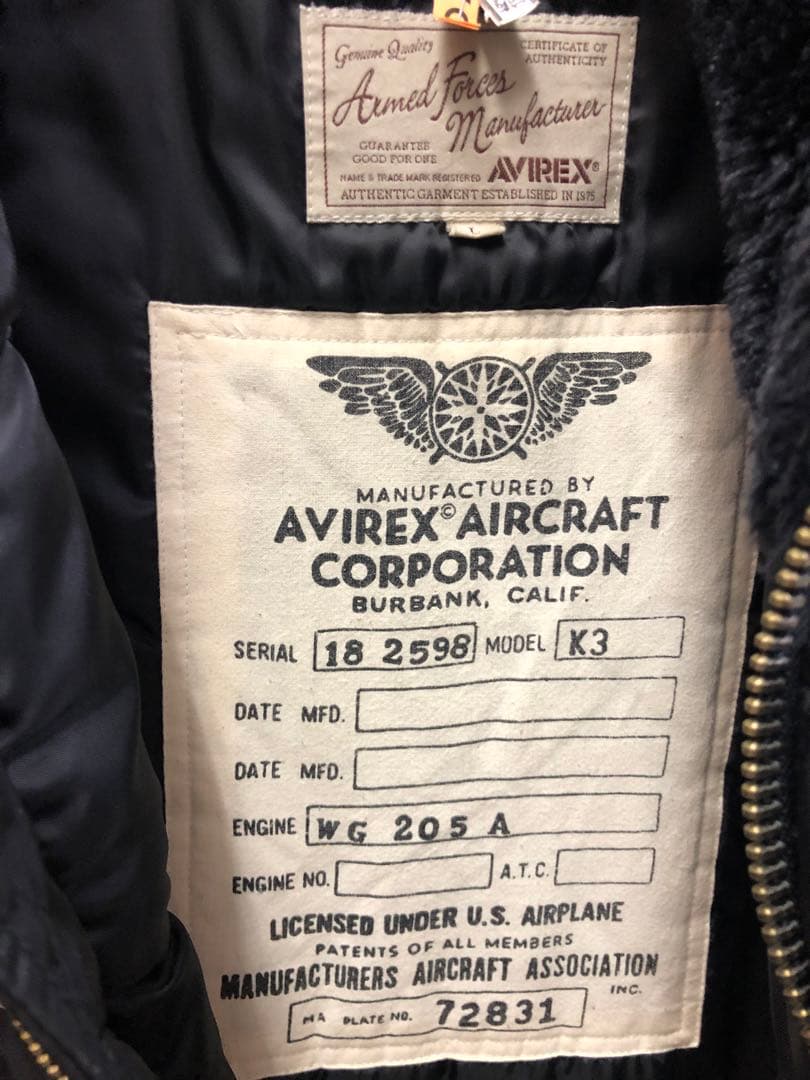 Genuine Quality
CERTIFICATE OF
AUTHENTICITY
Armed Forces
Manufacturer
GUARANTEE
GOOD FOR ONE
NAME & TRADE MARK REGISTERED AVIREX®
AUTHENTIC GARMENT ESTABLISHED IN 1975
L
MANUFACTURED BY
AVIREX© AIRCRAFT
CORPORATION
BURBANK, CALIF.
SERIAL 18 2598 MODEL K3
DATE MFD.
DATE MFD.
ENGINE WG 205 A
ENGINE NO. A.T.C.
LICENSED UNDER U.S. AIRPLANE
PATENTS OF ALL MEMBERS
MANUFACTURERS AIRCRAFT ASSOCIATION
INC.
MA PLATE NO. 72831